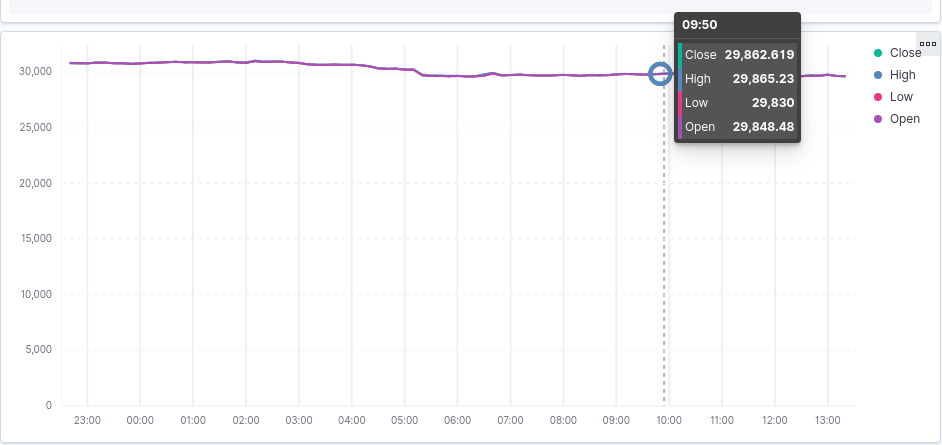 09:50
Close 29,862.619
High 29,865.23
Low 29,830
Open 29,848.48
Close
High
Low
Open
30,000
25,000
20,000
15,000
10,000
5,000
0
23:00 00:00 01:00 02:00 03:00 04:00 05:00 06:00 07:00 08:00 09:00 10:00 11:00 12:00 13:00